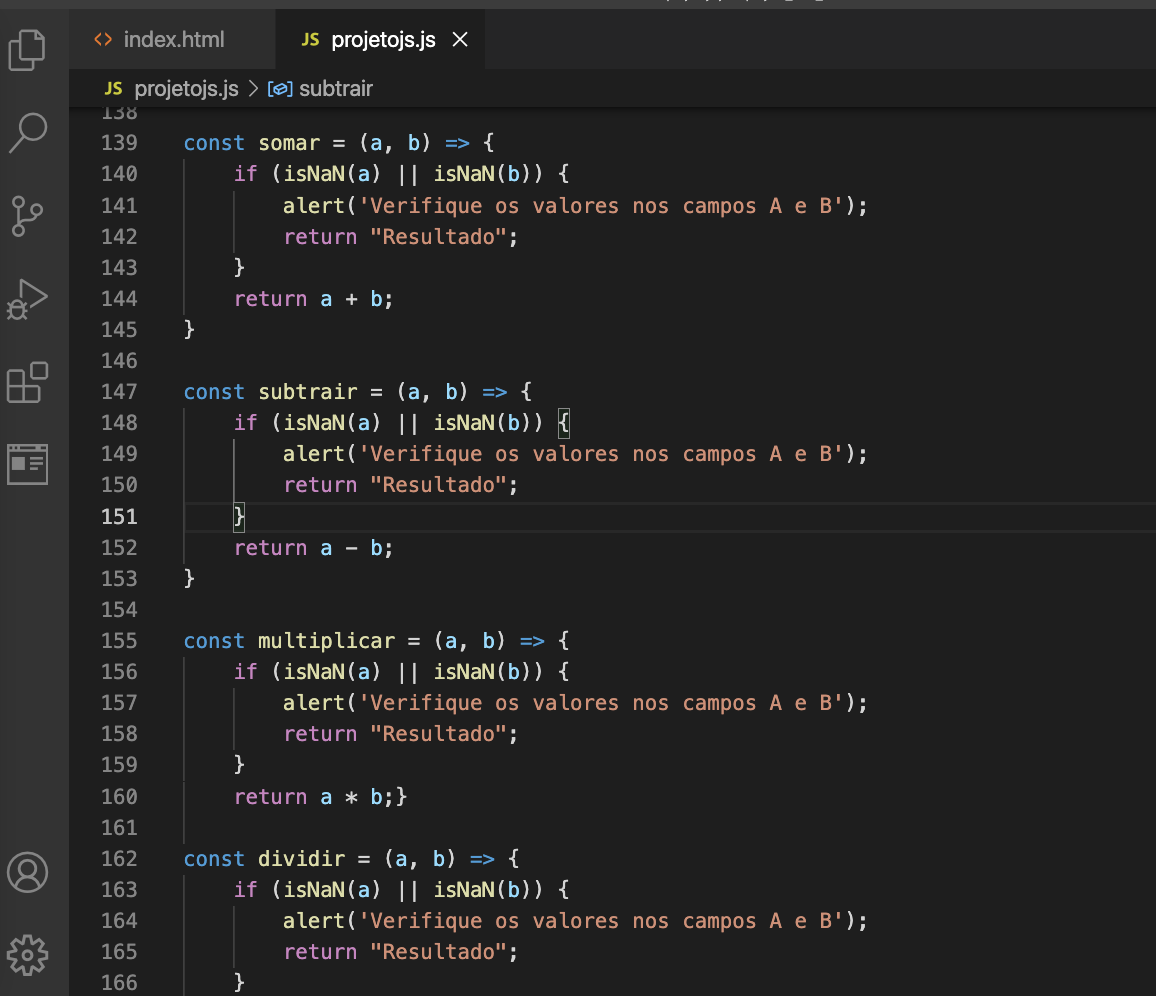 index.html
JS projetojs.js
JS projetojs.js > subtrair
138
139 const somar = (a, b) => {
140 if (isNaN(a) || isNaN(b)) {
141 alert('Verifique os valores nos campos A e B');
142 return "Resultado";
143 }
144 return a + b;
145 }
146
147 const subtrair = (a, b) => {
148 if (isNaN(a) || isNaN(b)) {
149 alert('Verifique os valores nos campos A e B');
150 return "Resultado";
151 }
152 return a - b;
153 }
154
155 const multiplicar = (a, b) => {
156 if (isNaN(a) || isNaN(b)) {
157 alert('Verifique os valores nos campos A e B');
158 return "Resultado";
159 }
160 return a * b;}
161
162 const dividir = (a, b) => {
163 if (isNaN(a) || isNaN(b)) {
164 alert('Verifique os valores nos campos A e B');
165 return "Resultado";
166 }